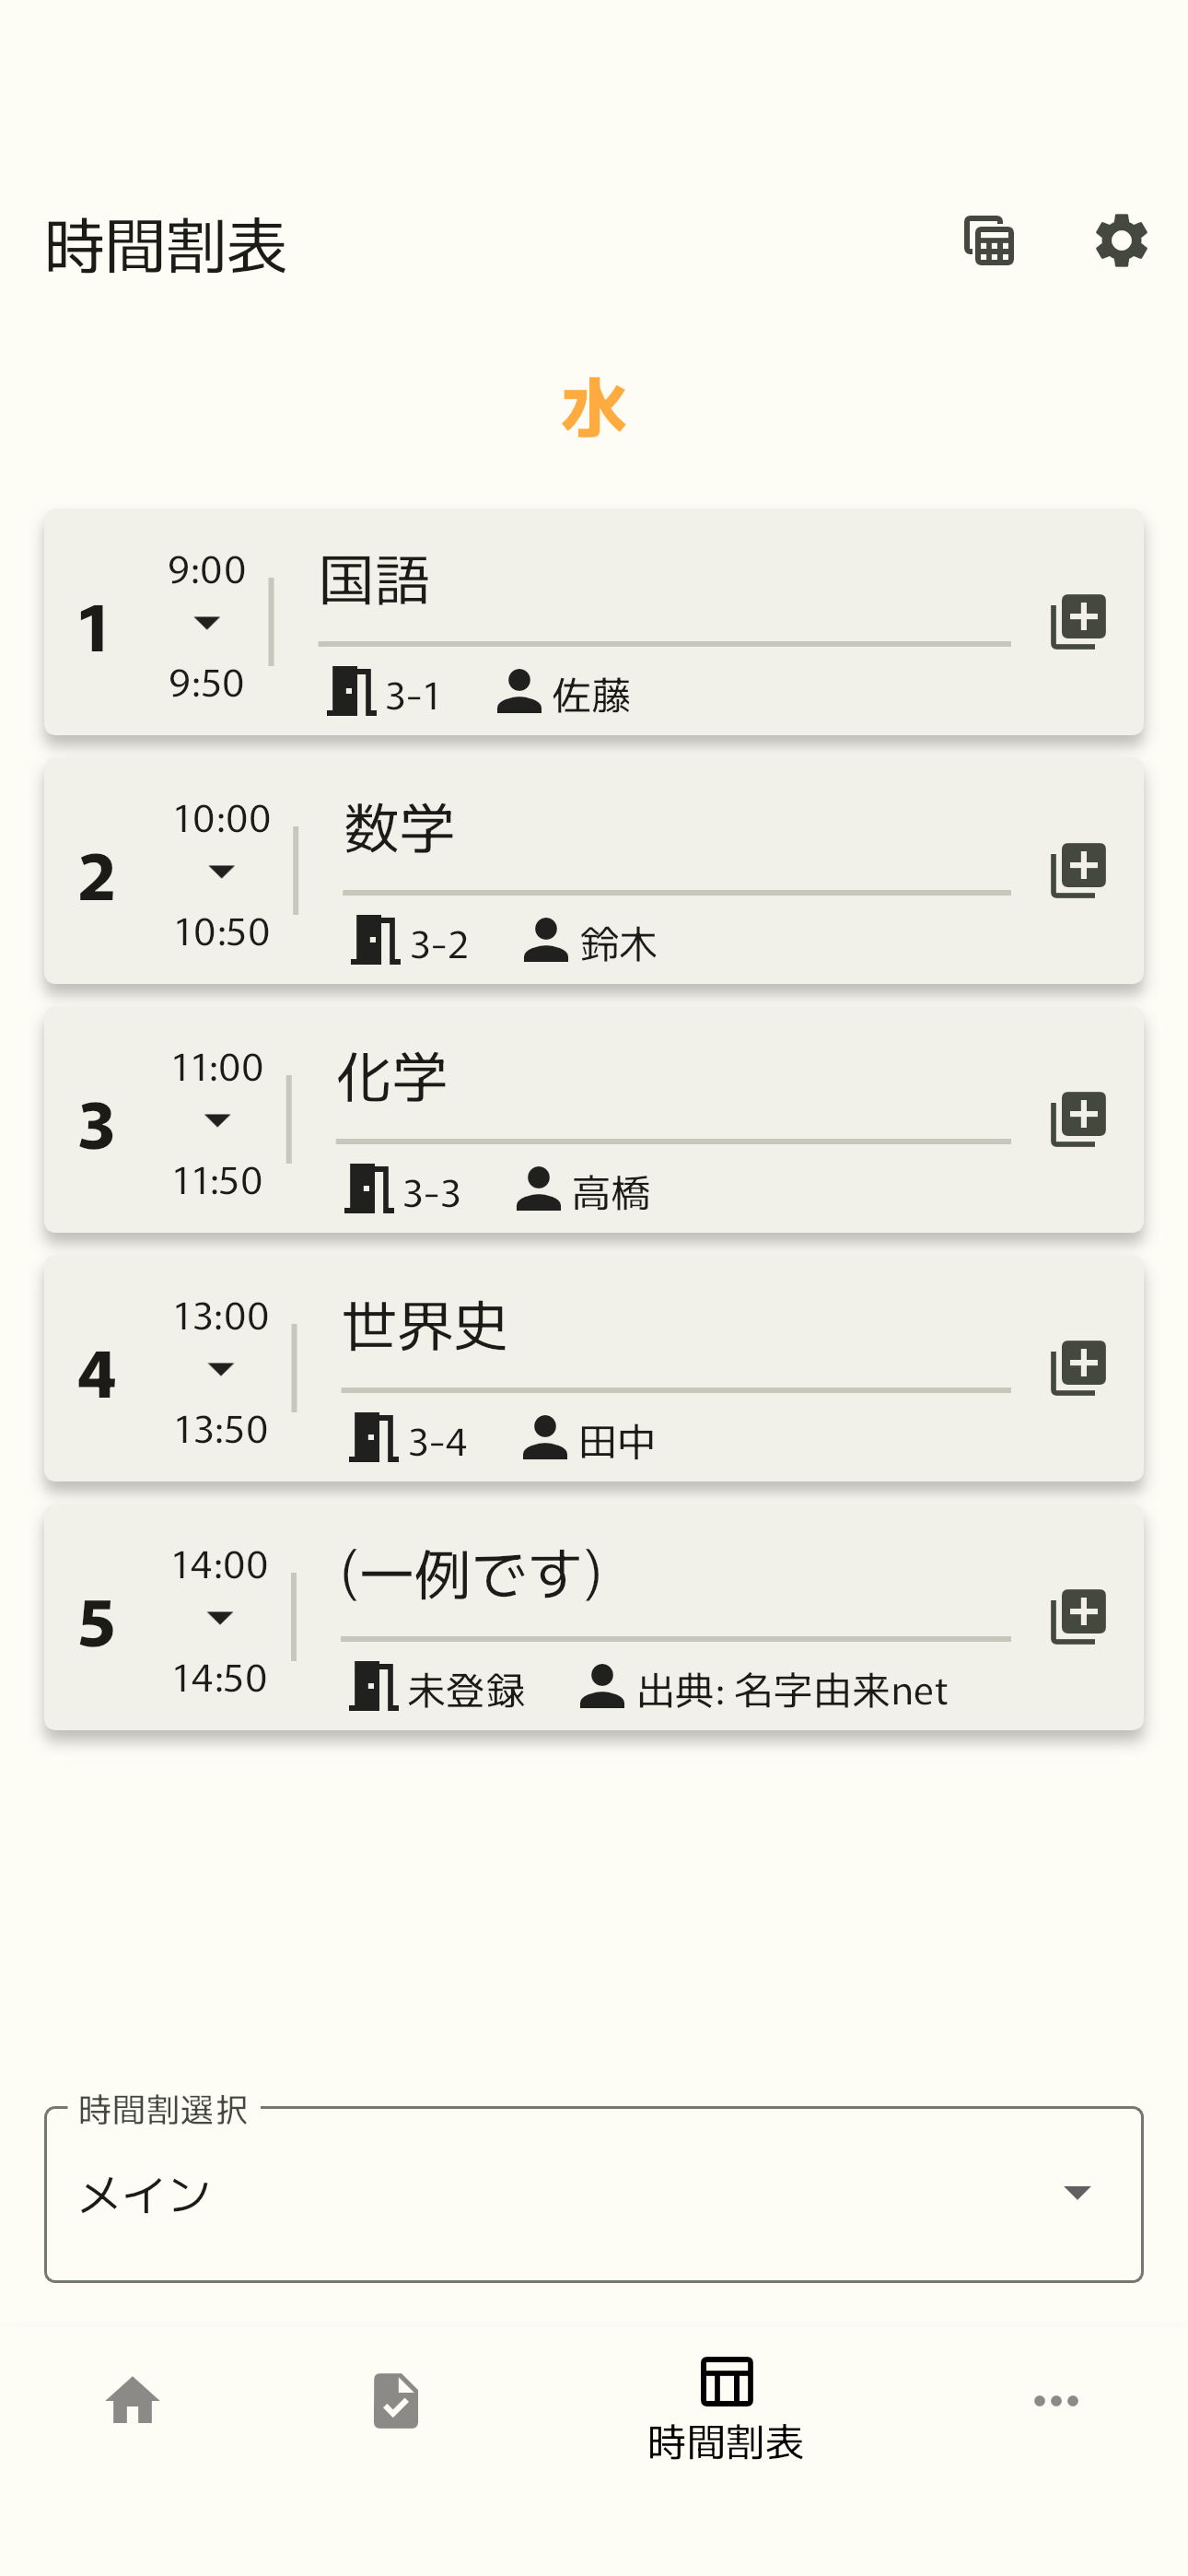 時間割表
水
1
9:00
9:50
国語
3-1 佐藤
2
10:00
10:50
数学
3-2 鈴木
3
11:00
11:50
化学
3-3 高橋
4
13:00
13:50
世界史
3-4 田中
5
14:00
14:50
(一例です)
未登録 出典: 名字由来net
時間割選択
メイン
時間割表